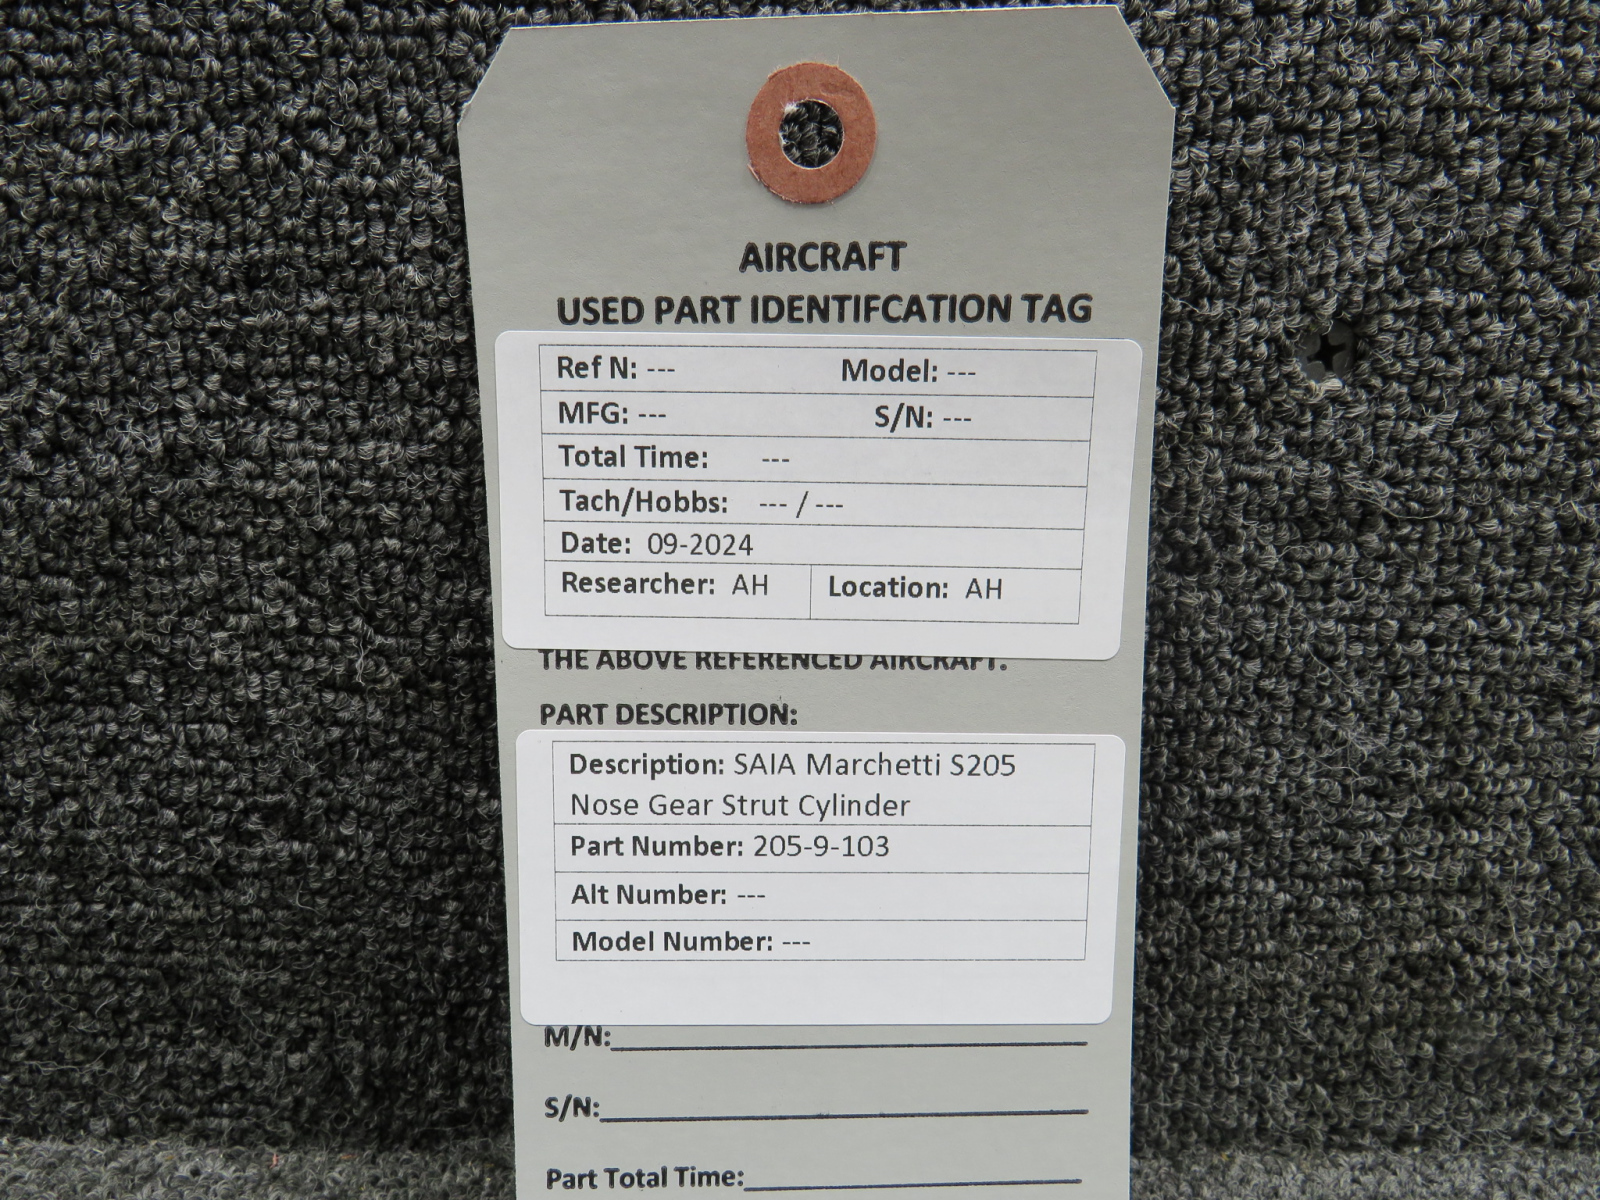 AIRCRAFT
USED PART IDENTIFCATION TAG
Ref N: --- Model: ---
MFG: --- S/N: ---
Total Time: ---
Tach/Hobbs: --- / ---
Date: 09-2024
Researcher: AH Location: AH
THE ABOVE REFERENCED AIRCRAFT.
PART DESCRIPTION:
Description: SAIA Marchetti S205
Nose Gear Strut Cylinder
Part Number: 205-9-103
Alt Number: ---
Model Number: ---
M/N:
S/N:
Part Total Time: